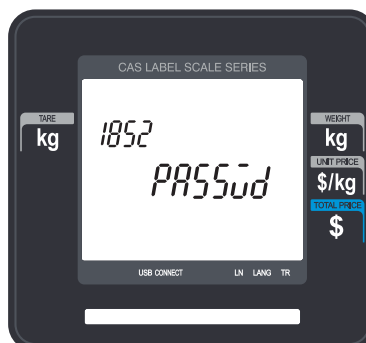 CAS LABEL SCALE SERIES
TARE
kg
1852
PASSwd
WEIGHT
kg
UNIT PRICE
$/kg
TOTAL PRICE
$
USB CONNECT LN LANG TR